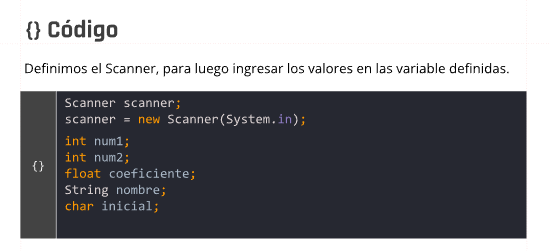 {} Código
Definimos el Scanner, para luego ingresar los valores en las variable definidas.
Scanner scanner;
scanner = new Scanner(System.in);
int num1;
int num2;
{}
float coeficiente;
String nombre;
char inicial;